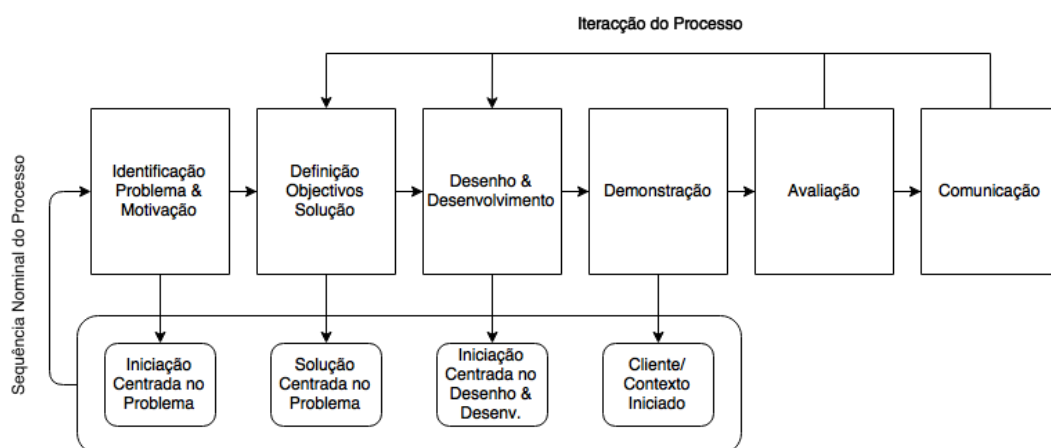 Iteracção do Processo
Sequência Nominal do Processo
Identificação
Problema &
Motivação
Definição
Objectivos
Solução
Desenho &
Desenvolvimento
Demonstração
Avaliação
Comunicação
Iniciação
Centrada no
Problema
Solução
Centrada no
Problema
Iniciação
Centrada no
Desenho &
Desenv.
Cliente/
Contexto
Iniciado